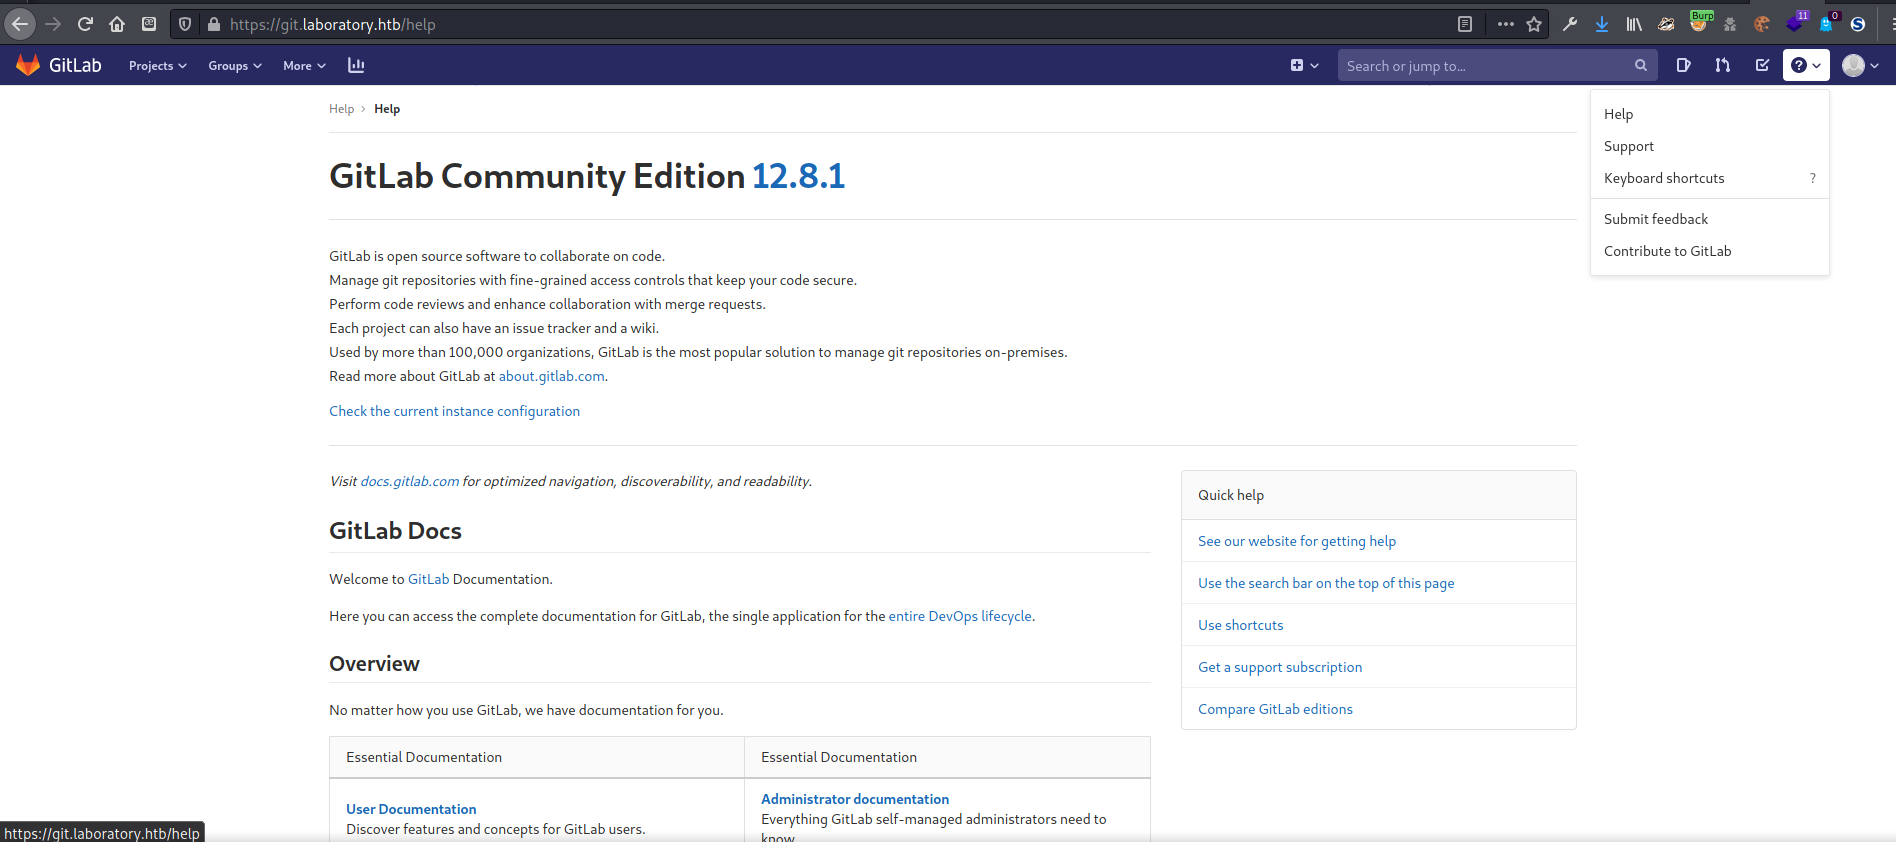 https://git.laboratory.htb/help
Burp
11
0
GitLab
Projects
Groups
More
Search or jump to...
Help › Help
GitLab Community Edition 12.8.1
GitLab is open source software to collaborate on code.
Manage git repositories with fine-grained access controls that keep your code secure.
Perform code reviews and enhance collaboration with merge requests.
Each project can also have an issue tracker and a wiki.
Used by more than 100,000 organizations, GitLab is the most popular solution to manage git repositories on-premises.
Read more about GitLab at about.gitlab.com.
Check the current instance configuration
Help
Support
Keyboard shortcuts ?
Submit feedback
Contribute to GitLab
Visit docs.gitlab.com for optimized navigation, discoverability, and readability.
GitLab Docs
Welcome to GitLab Documentation.
Here you can access the complete documentation for GitLab, the single application for the entire DevOps lifecycle.
Overview
No matter how you use GitLab, we have documentation for you.
Essential Documentation
Essential Documentation
User Documentation
Discover features and concepts for GitLab users.
Administrator documentation
Everything GitLab self-managed administrators need to
know.
Quick help
See our website for getting help
Use the search bar on the top of this page
Use shortcuts
Get a support subscription
Compare GitLab editions
https://git.laboratory.htb/help